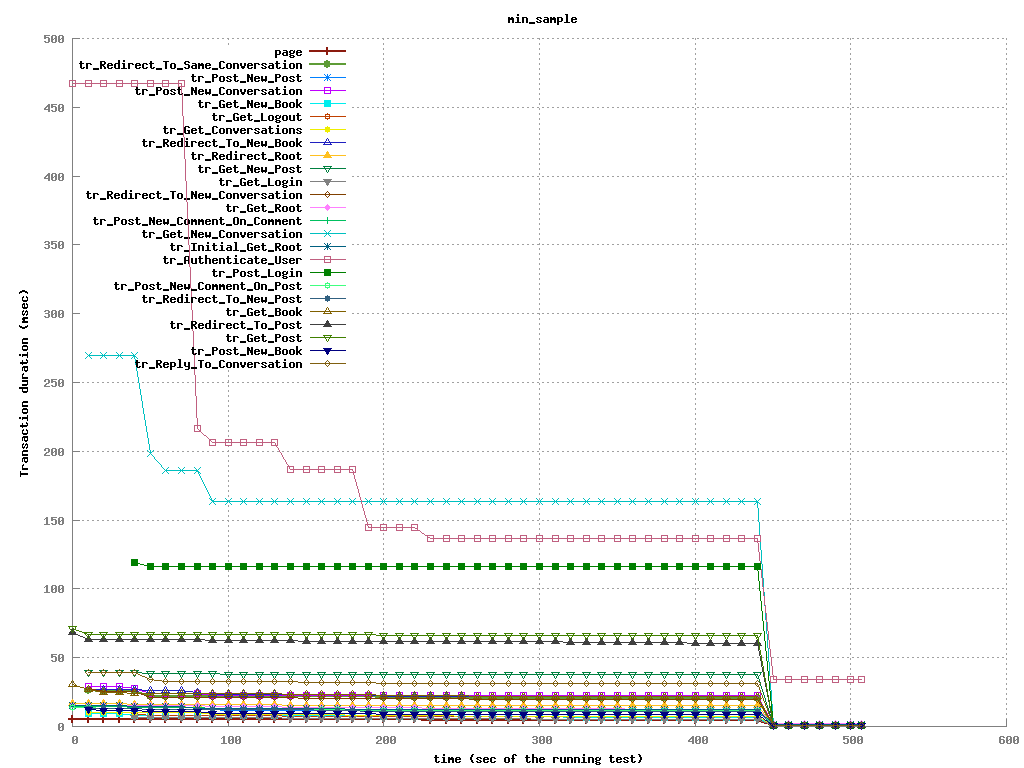 min_sample
500
450
400
350
300
250
200
150
100
50
0
0 100 200 300 400 500 600
Transaction duration (msec)
time (sec of the running test)
page
tr_Redirect_To_Same_Conversation
tr_Post_New_Post
tr_Post_New_Conversation
tr_Get_New_Book
tr_Get_Logout
tr_Get_Conversations
tr_Redirect_To_New_Book
tr_Redirect_Root
tr_Get_New_Post
tr_Get_Login
tr_Redirect_To_New_Conversation
tr_Get_Root
tr_Post_New_Comment_On_Comment
tr_Get_New_Conversation
tr_Initial_Get_Root
tr_Authenticate_User
tr_Post_Login
tr_Post_New_Comment_On_Post
tr_Redirect_To_New_Post
tr_Get_Book
tr_Redirect_To_Post
tr_Get_Post
tr_Post_New_Book
tr_Reply_To_Conversation